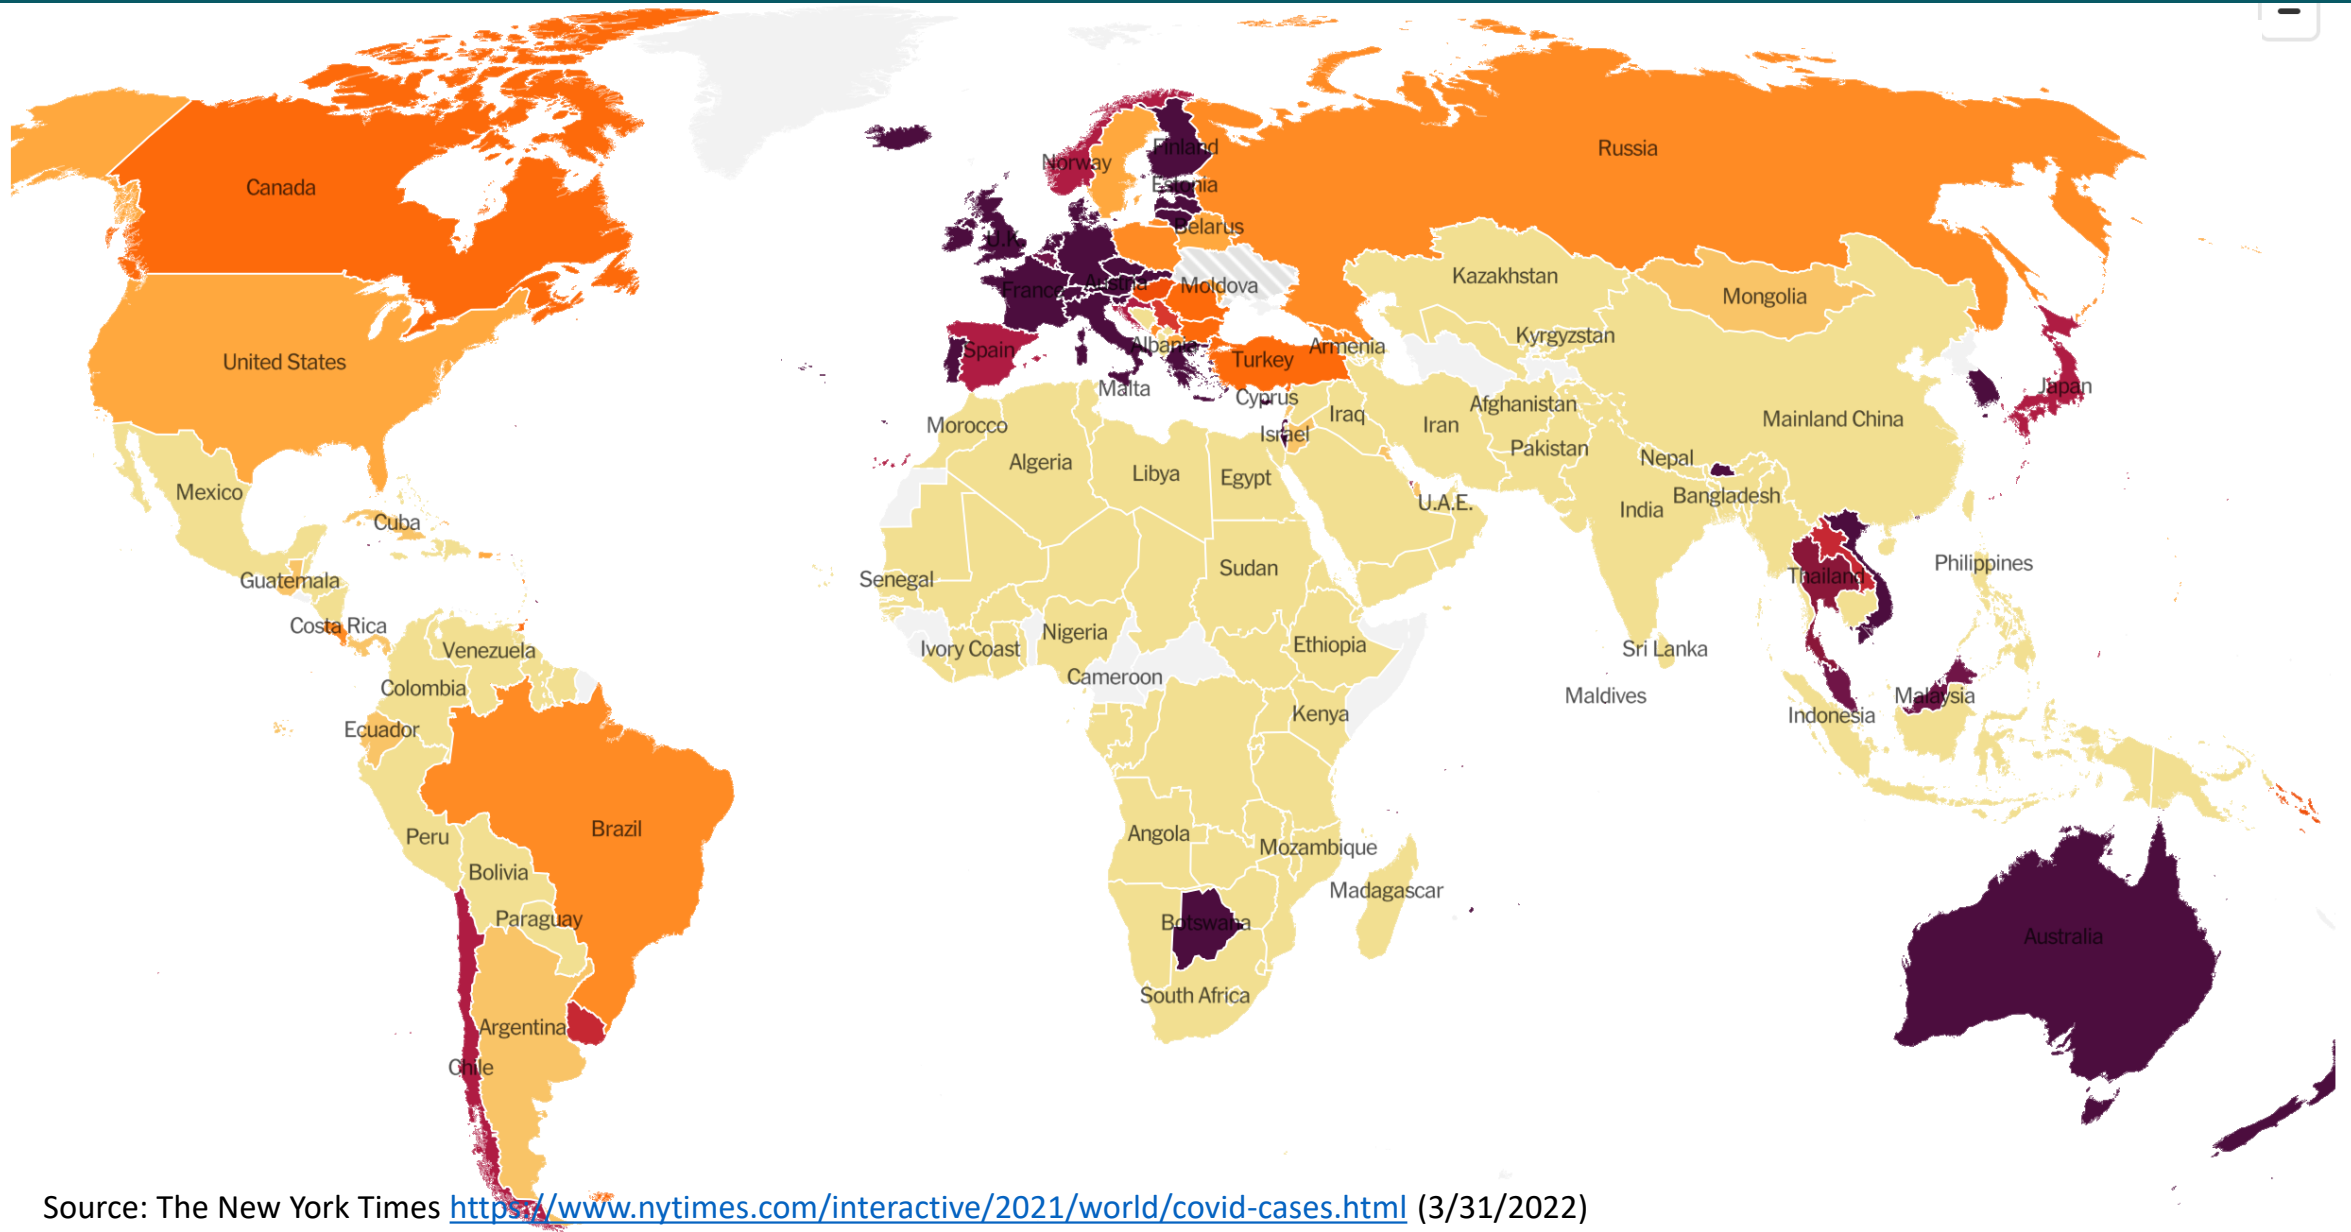 Canada
Russia
Finland
Norway
Estonia
Belarus
U.K.
Kazakhstan
Austria
Moldova
France
Mongolia
Kyrgyzstan
Albania
Armenia
Spain
United States
Turkey
Malta
Japan
Cyprus
Afghanistan
Iraq
Mainland China
Morocco
Iran
Israel
Pakistan
Algeria
Nepal
Libya
Egypt
Mexico
Bangladesh
U.A.E.
India
Cuba
Philippines
Sudan
Thailand
Senegal
Guatemala
Costa Rica
Nigeria
Ethiopia
Ivory Coast
Sri Lanka
Venezuela
Cameroon
Colombia
Maldives
Malaysia
Kenya
Indonesia
Ecuador
Brazil
Angola
Peru
Mozambique
Bolivia
Madagascar
Paraguay
Botswana
Australia
South Africa
Argentina
Chile
Source: The New York Times https://www.nytimes.com/interactive/2021/world/covid-cases.html (3/31/2022)